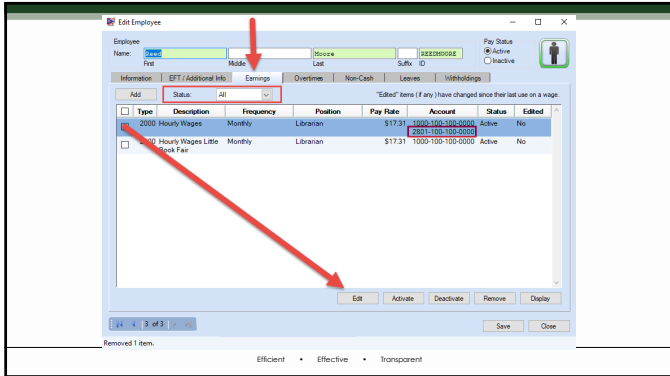 Edit Employee
Employee
Pay Status
Name: Reed Moore REEDMOORE Active
First Middle Last Suffix ID Inactive
Information EFT / Additional Info Earnings Overtimes Non-Cash Leaves Withholdings
Add Status: All "Edited" items ( if any ) have changed since their last use on a wage.
Type Description Frequency Position Pay Rate Account Status Edited
2000 Hourly Wages Monthly Librarian $17.31 1000-100-100-0000 Active No
2801-100-100-0000
2000 Hourly Wages Little Monthly Librarian $17.31 1000-100-100-0000 Active No
Book Fair
Edit Activate Deactivate Remove Display
3 of 3 Save Close
Removed 1 item.
Efficient • Effective • Transparent